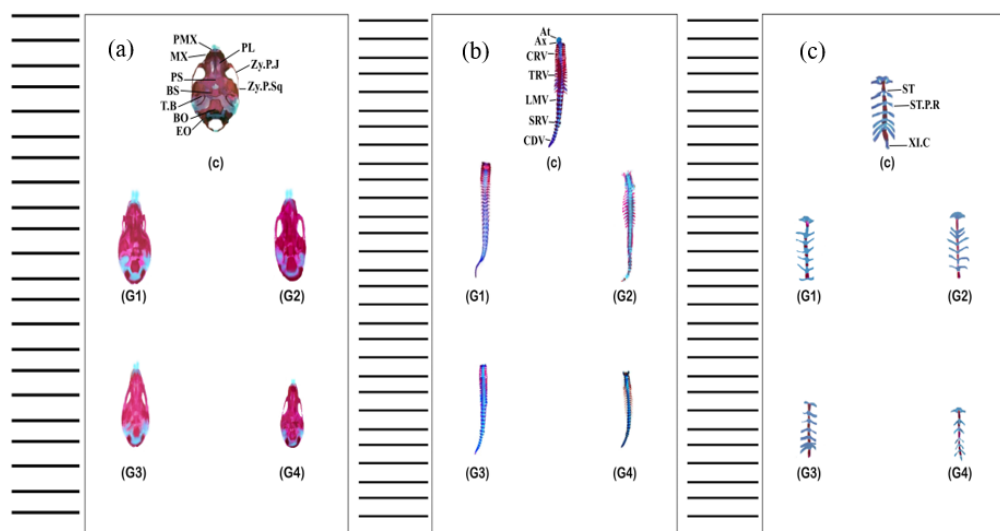 (a)
PMX
PL
MX
Zy.P.J
PS
Zy.P.Sq
BS
T.B
BO
EO
(c)
(G1)
(G2)
(G3)
(G4)
(b)
At
Ax
CRV
TRV
LMV
SRV
CDV
(c)
(G1)
(G2)
(G3)
(G4)
(c)
ST
ST.P.R
XI.C
(c)
(G1)
(G2)
(G3)
(G4)